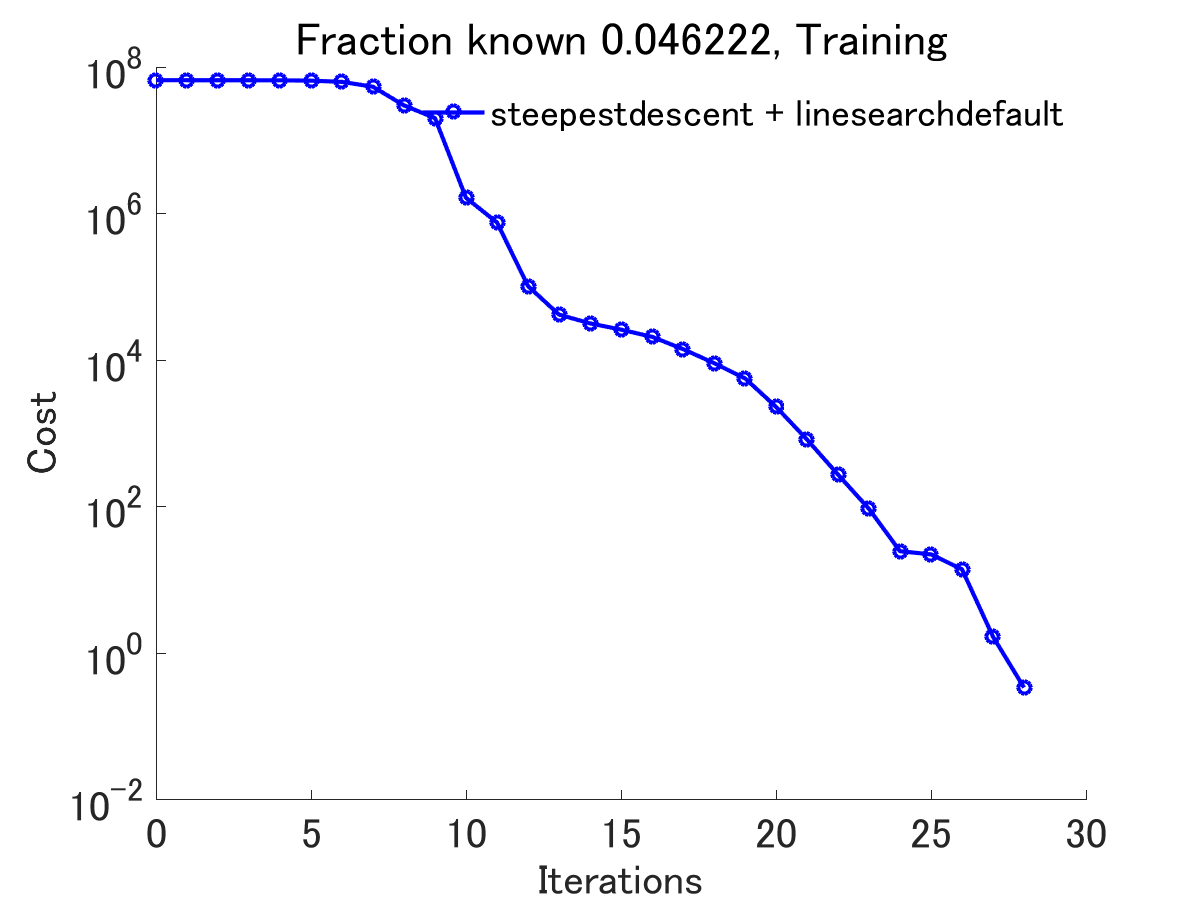 Fraction known 0.046222, Training
steepestdescent + linesearchdefault
10^8
10^6
10^4
10^2
10^0
10^-2
Cost
0 5 10 15 20 25 30
Iterations